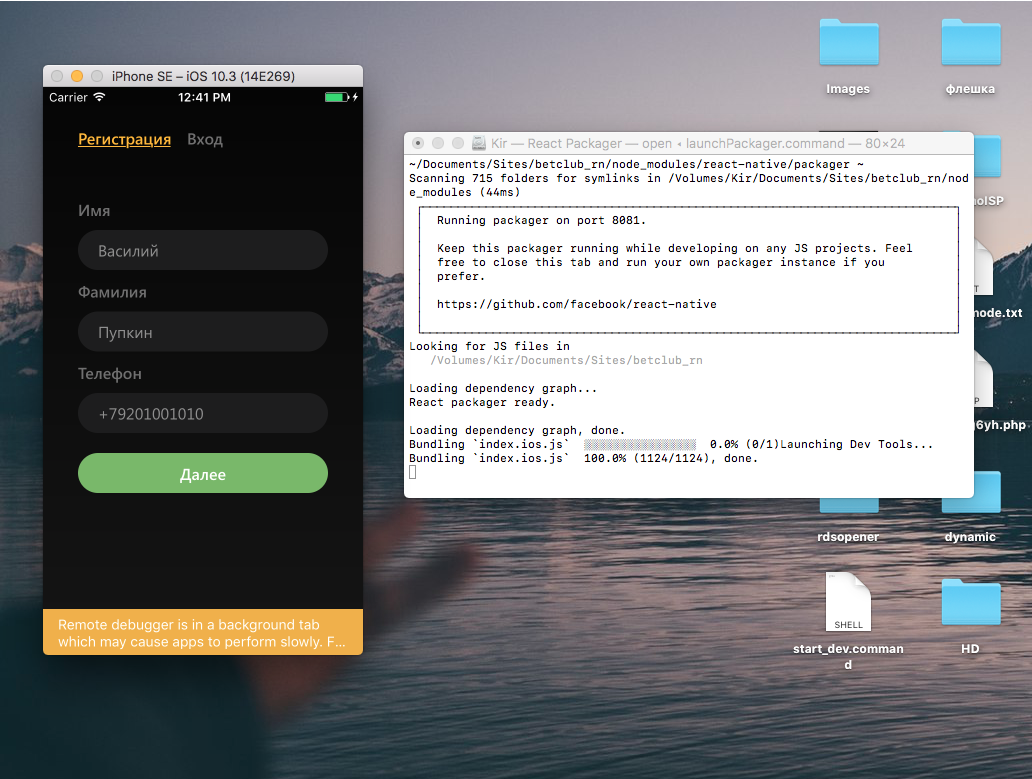 iPhone SE – iOS 10.3 (14E269)
Carrier
12:41 PM
Регистрация Вход
Имя
Василий
Фамилия
Пупкин
Телефон
+79201001010
Далее
Remote debugger is in a background tab
which may cause apps to perform slowly. F...
Kir — React Packager — open ◂ launchPackager.command — 80×24
~/Documents/Sites/betclub_rn/node_modules/react-native/packager ~
Scanning 715 folders for symlinks in /Volumes/Kir/Documents/Sites/betclub_rn/nod
e_modules (44ms)
Running packager on port 8081.
Keep this packager running while developing on any JS projects. Feel
free to close this tab and run your own packager instance if you
prefer.
https://github.com/facebook/react-native
Looking for JS files in
/Volumes/Kir/Documents/Sites/betclub_rn
Loading dependency graph...
React packager ready.
Loading dependency graph, done.
Bundling `index.ios.js` 0.0% (0/1)Launching Dev Tools...
Bundling `index.ios.js` 100.0% (1124/1124), done.
Images
флешка
noISP
node.txt
g6yh.php
rdsopener
dynamic
SHELL
start_dev.comman
d
HD